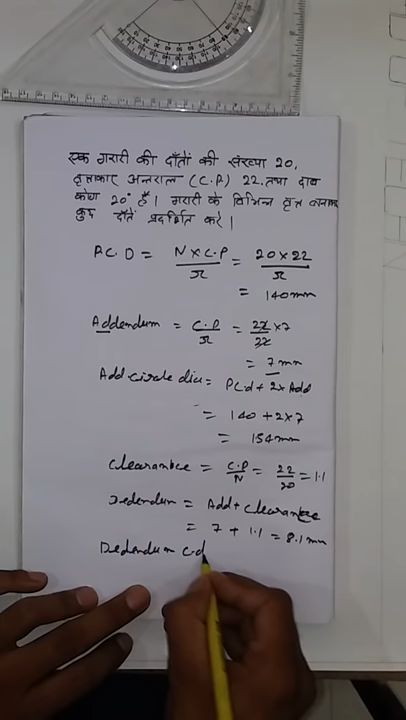 एक गरारी की दाँतों की संख्या 20,
वृत्ताकार अन्तराल (C.P.) 22, तथा दाब
कोण 20° है। गरारी के विभिन्न वृत्त बनाकर
कुछ दाँतें प्रदर्शित करे।
P.C.D = N×C.P/π = 20×22/π
= 140mm
Addendum = C.P/π = 22/22×7
= 7mm
Add circle dia = PCd + 2×Add
= 140 + 2×7
= 154mm
Clearance = C.P/N = 22/20 = 1.1
Dedendum = Add + Clearance
= 7 + 1.1 = 8.1mm
Dedendum C.d